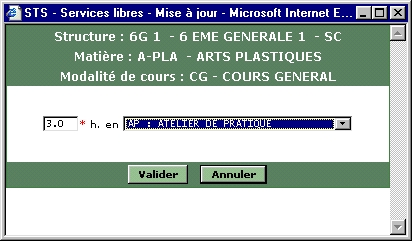 STS - Services libres - Mise à jour - Microsoft Internet E...
Structure : 6G 1 - 6 EME GENERALE 1 - SC
Matière : A-PLA - ARTS PLASTIQUES
Modalité de cours : CG - COURS GENERAL
3.0 * h. en AP : ATELIER DE PRATIQUE
Valider Annuler